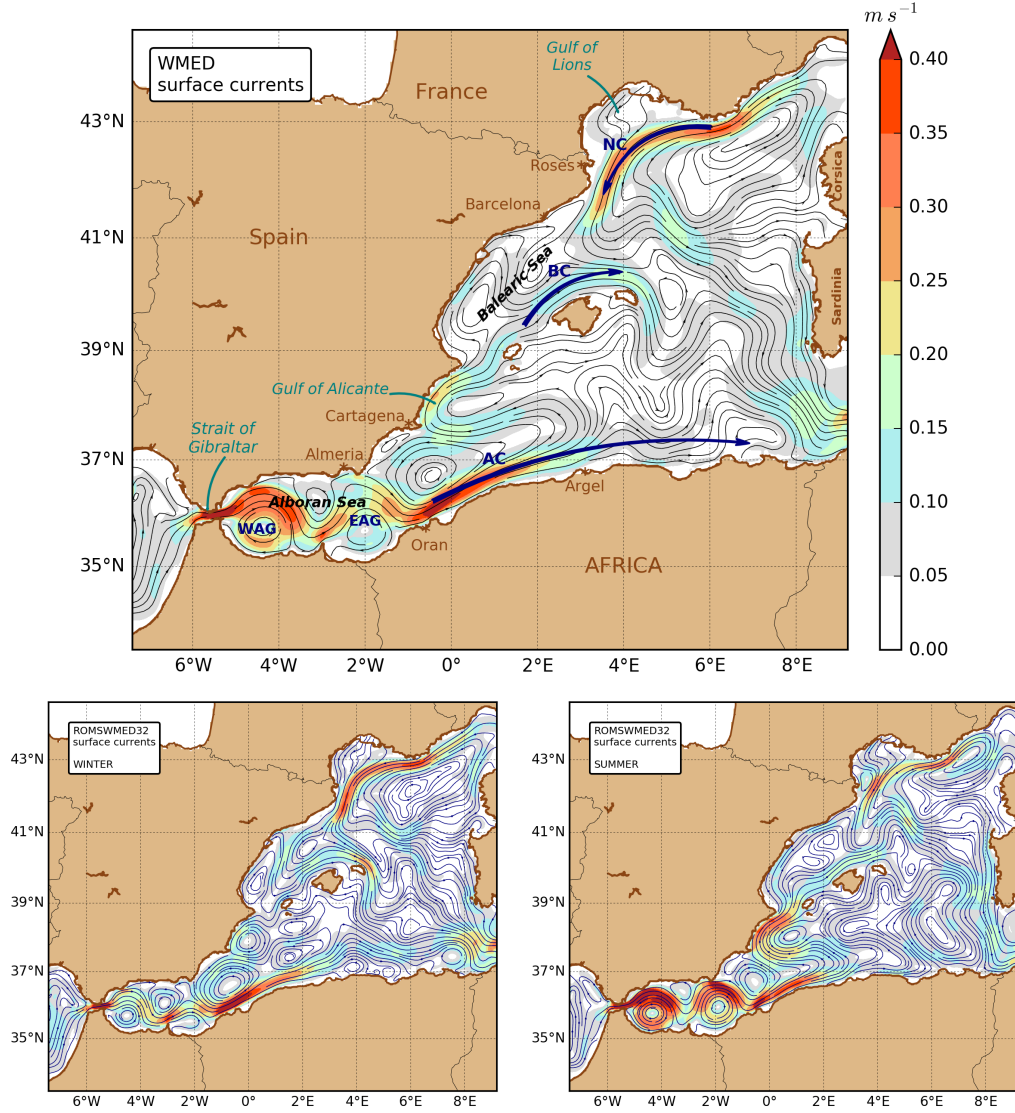 m s⁻¹
WMED
surface currents
Gulf of
Lions
France
43°N
NC
Roses*
Corsica
Barcelona
*
41°N
Spain
Balearic Sea
BC
Sardinia
39°N
Gulf of Alicante
Cartagena*
Strait of
Gibraltar
Almeria
*
37°N
AC
*
Argel
Alboran Sea
WAG
EAG
*
Oran
35°N
AFRICA
6°W
4°W
2°W
0°
2°E
4°E
6°E
8°E
0.40
0.35
0.30
0.25
0.20
0.15
0.10
0.05
0.00
ROMSWMED32
surface currents
WINTER
43°N
41°N
39°N
37°N
35°N
6°W
4°W
2°W
0°E
2°E
4°E
6°E
8°E
ROMSWMED32
surface currents
SUMMER
43°N
41°N
39°N
37°N
35°N
6°W
4°W
2°W
0°E
2°E
4°E
6°E
8°E